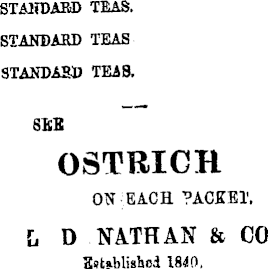 STANDARD TEAS.
STANDARD TEAS
STANDARD TEAS.
SEE
OSTRICH
ON EACH PACKET,
L D NATHAN & CO
Established 1840.